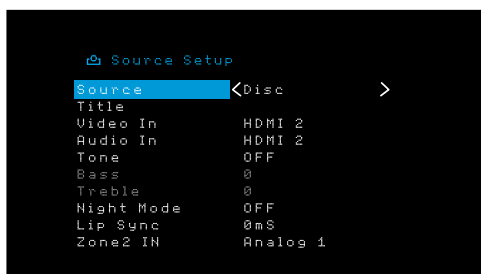 Source Setup
Source < Disc >
Title
Video In HDMI 2
Audio In HDMI 2
Tone OFF
Bass 0
Treble 0
Night Mode OFF
Lip Sync 0mS
Zone2 IN Analog 1